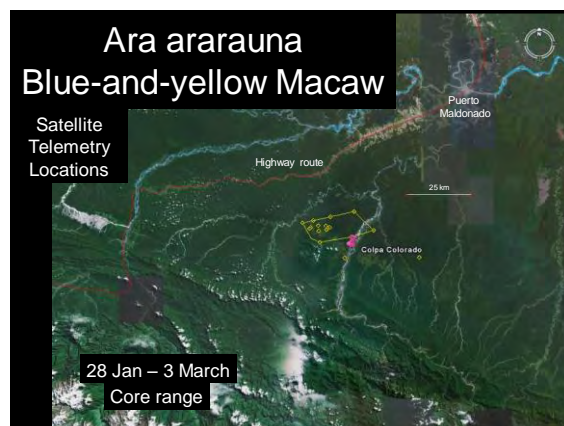 Ara ararauna
Blue-and-yellow Macaw
Satellite
Telemetry
Locations
Puerto
Maldonado
Highway route
25 km
Colpa Colorado
28 Jan – 3 March
Core range